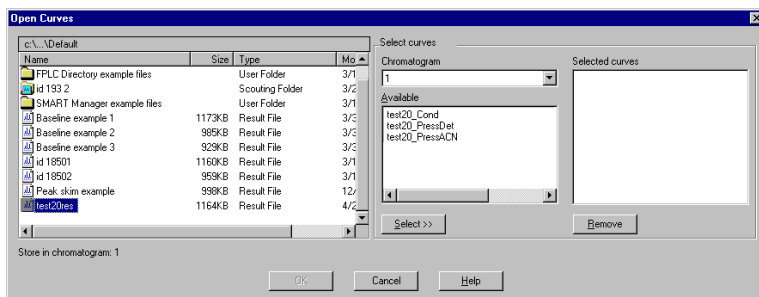 Open Curves
c:\...\Default
Name Size Type Mo
FPLC Directory example files User Folder 3/1
id 193 2 Scouting Folder 3/2
SMART Manager example files User Folder 3/1
Baseline example 1 1173KB Result File 3/3
Baseline example 2 985KB Result File 3/3
Baseline example 3 929KB Result File 3/3
id 18501 1160KB Result File 3/1
id 18502 959KB Result File 3/1
Peak skim example 998KB Result File 12/
test20res 1164KB Result File 4/2
Store in chromatogram: 1
Select curves
Chromatogram
1
Available
test20_Cond
test20_PressDet
test20_PressACN
Select >>
Selected curves
Remove
OK Cancel Help